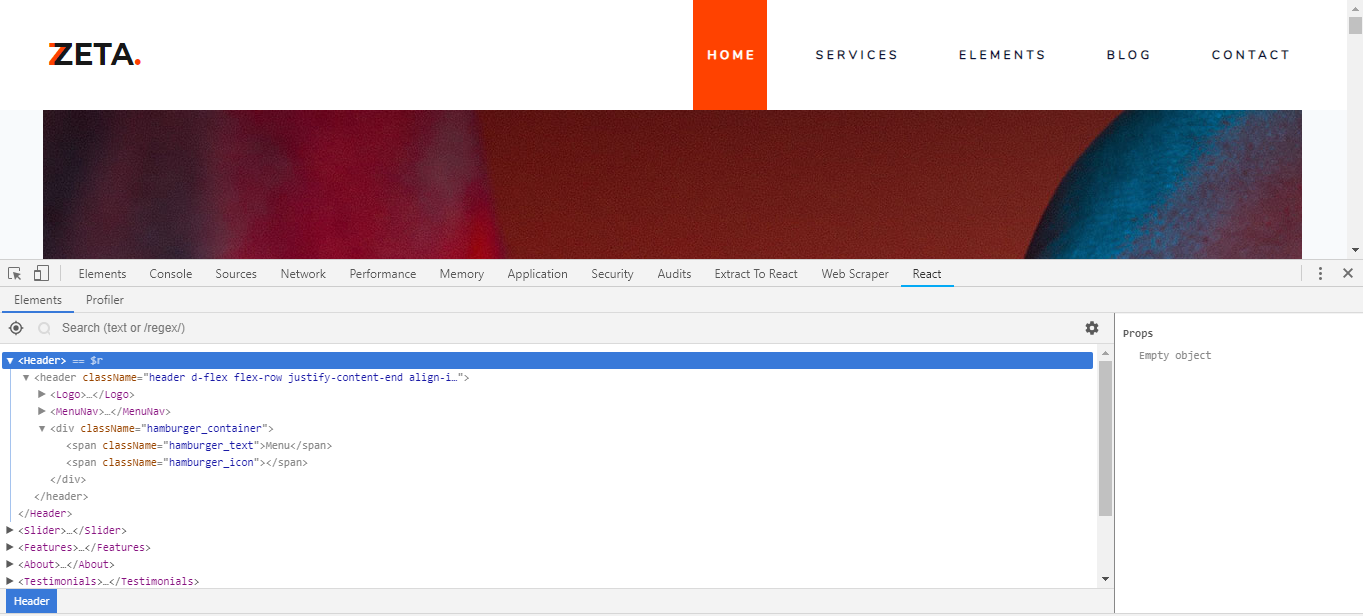 ZETA.
HOME SERVICES ELEMENTS BLOG CONTACT
Elements Console Sources Network Performance Memory Application Security Audits Extract To React Web Scraper React
Elements Profiler
Search (text or /regex/)
<Header> == $r
<header className="header d-flex flex-row justify-content-end align-i…">
<Logo>…</Logo>
<MenuNav>…</MenuNav>
<div className="hamburger_container">
<span className="hamburger_text">Menu</span>
<span className="hamburger_icon"></span>
</div>
</header>
</Header>
<Slider>…</Slider>
<Features>…</Features>
<About>…</About>
<Testimonials>…</Testimonials>
Header
Props
Empty object